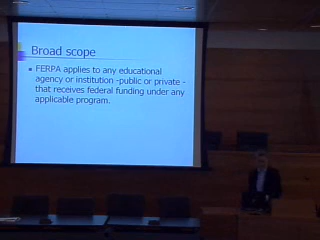 Broad scope
FERPA applies to any educational
agency or institution -public or private -
that receives federal funding under any
applicable program.